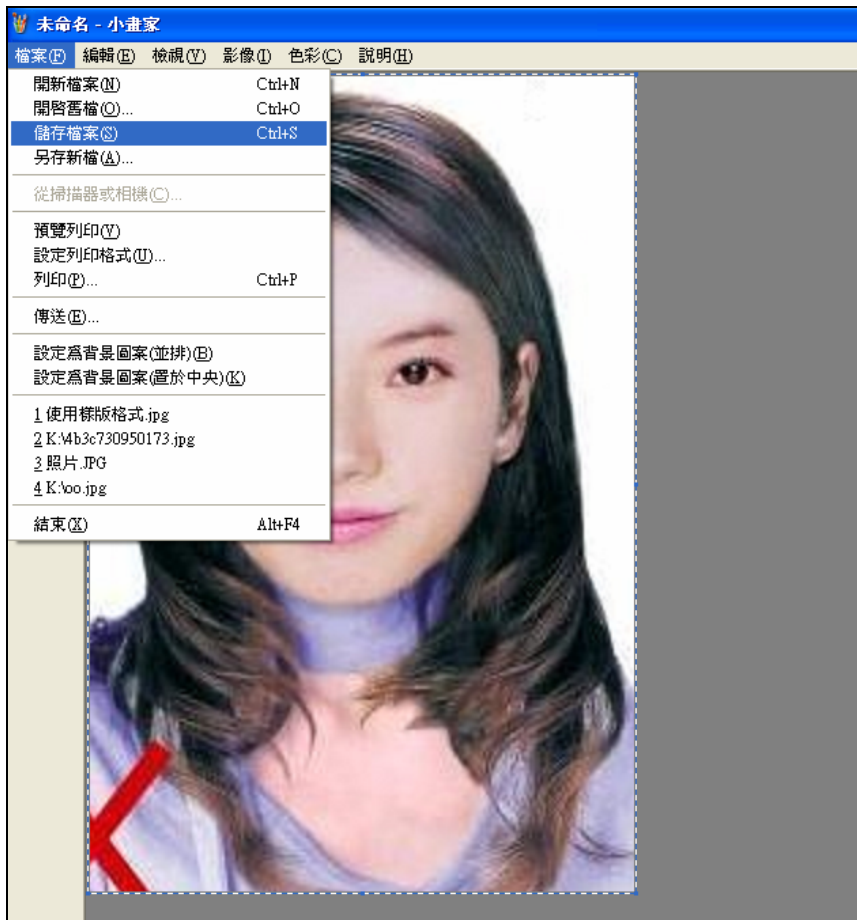 未命名 - 小畫家
檔案(F) 編輯(E) 檢視(V) 影像(I) 色彩(C) 說明(H)
開新檔案(N) Ctrl+N
開啓舊檔(O)... Ctrl+O
儲存檔案(S) Ctrl+S
另存新檔(A)...
從掃描器或相機(C)...
預覽列印(V)
設定列印格式(U)...
列印(P)... Ctrl+P
傳送(E)...
設定爲背景圖案(並排)(B)
設定爲背景圖案(置於中央)(K)
1 使用樣版格式.jpg
2 K:\4b3c730950173.jpg
3 照片.JPG
4 K:\oo.jpg
結束(X) Alt+F4